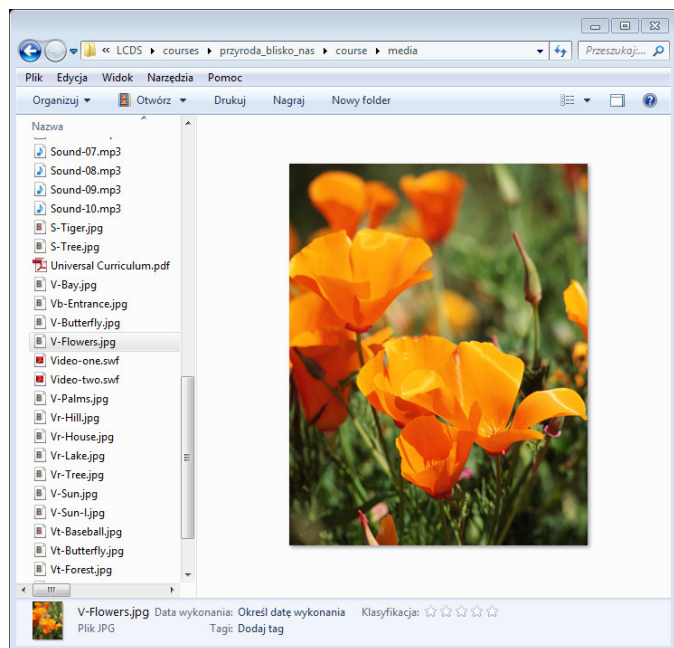 « LCDS ▸ courses ▸ przyroda_blisko_nas ▸ course ▸ media
Przeszukaj:...
Plik Edycja Widok Narzędzia Pomoc
Organizuj Otwórz Drukuj Nagraj Nowy folder
Nazwa
Sound-07.mp3
Sound-08.mp3
Sound-09.mp3
Sound-10.mp3
S-Tiger.jpg
S-Tree.jpg
Universal Curriculum.pdf
V-Bay.jpg
Vb-Entrance.jpg
V-Butterfly.jpg
V-Flowers.jpg
Video-one.swf
Video-two.swf
V-Palms.jpg
Vr-Hill.jpg
Vr-House.jpg
Vr-Lake.jpg
Vr-Tree.jpg
V-Sun.jpg
V-Sun-l.jpg
Vt-Baseball.jpg
Vt-Butterfly.jpg
Vt-Forest.jpg
V-Flowers.jpg Data wykonania: Określ datę wykonania Klasyfikacja:
Plik JPG Tagi: Dodaj tag